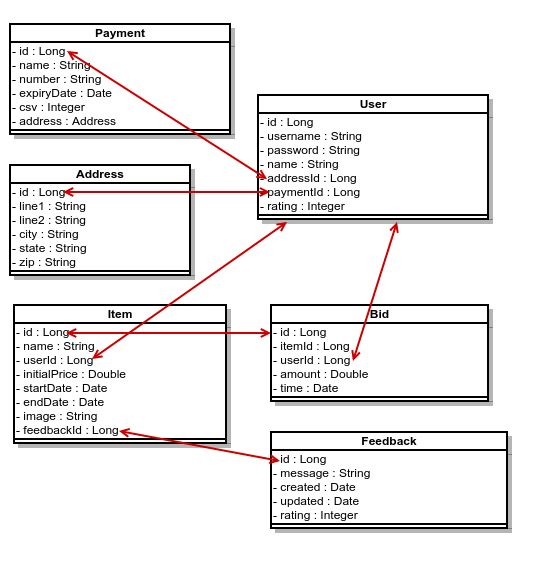 Payment
- id : Long
- name : String
- number : String
- expiryDate : Date
- csv : Integer
- address : Address
User
- id : Long
- username : String
- password : String
- name : String
- addressId : Long
- paymentId : Long
- rating : Integer
Address
- id : Long
- line1 : String
- line2 : String
- city : String
- state : String
- zip : String
Item
- id : Long
- name : String
- userId : Long
- initialPrice : Double
- startDate : Date
- endDate : Date
- image : String
- feedbackId : Long
Bid
- id : Long
- itemId : Long
- userId : Long
- amount : Double
- time : Date
Feedback
- id : Long
- message : String
- created : Date
- updated : Date
- rating : Integer